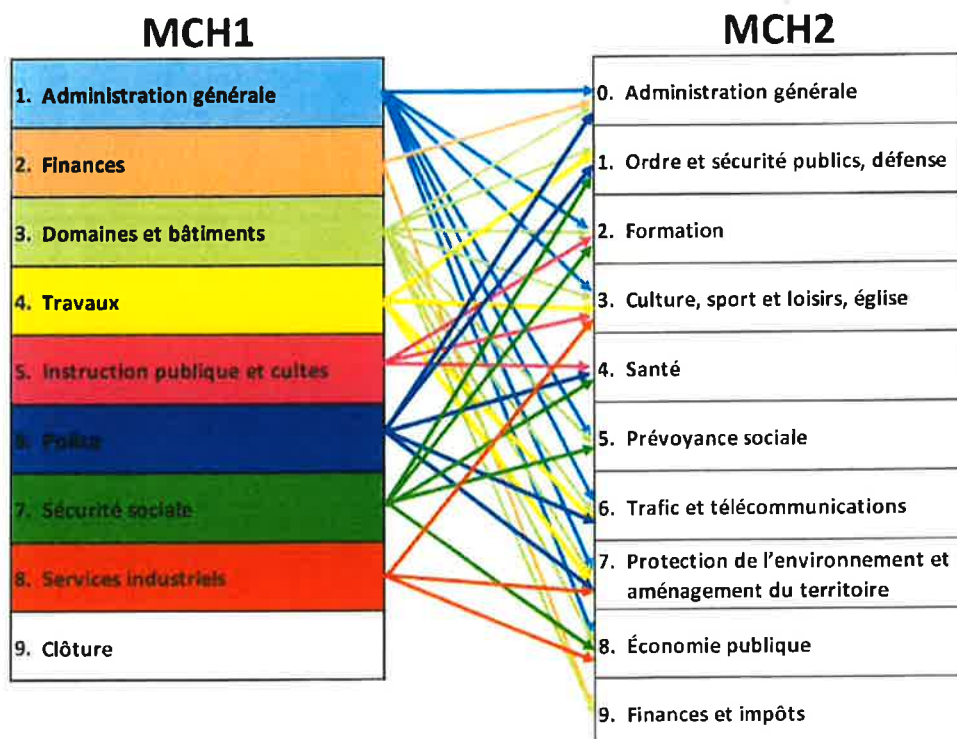 MCH1
1. Administration générale
2. Finances
3. Domaines et bâtiments
4. Travaux
5. Instruction publique et cultes
6. Police
7. Sécurité sociale
8. Services industriels
9. Clôture
MCH2
0. Administration générale
1. Ordre et sécurité publics, défense
2. Formation
3. Culture, sport et loisirs, église
4. Santé
5. Prévoyance sociale
6. Trafic et télécommunications
7. Protection de l'environnement et
aménagement du territoire
8. Économie publique
9. Finances et impôts